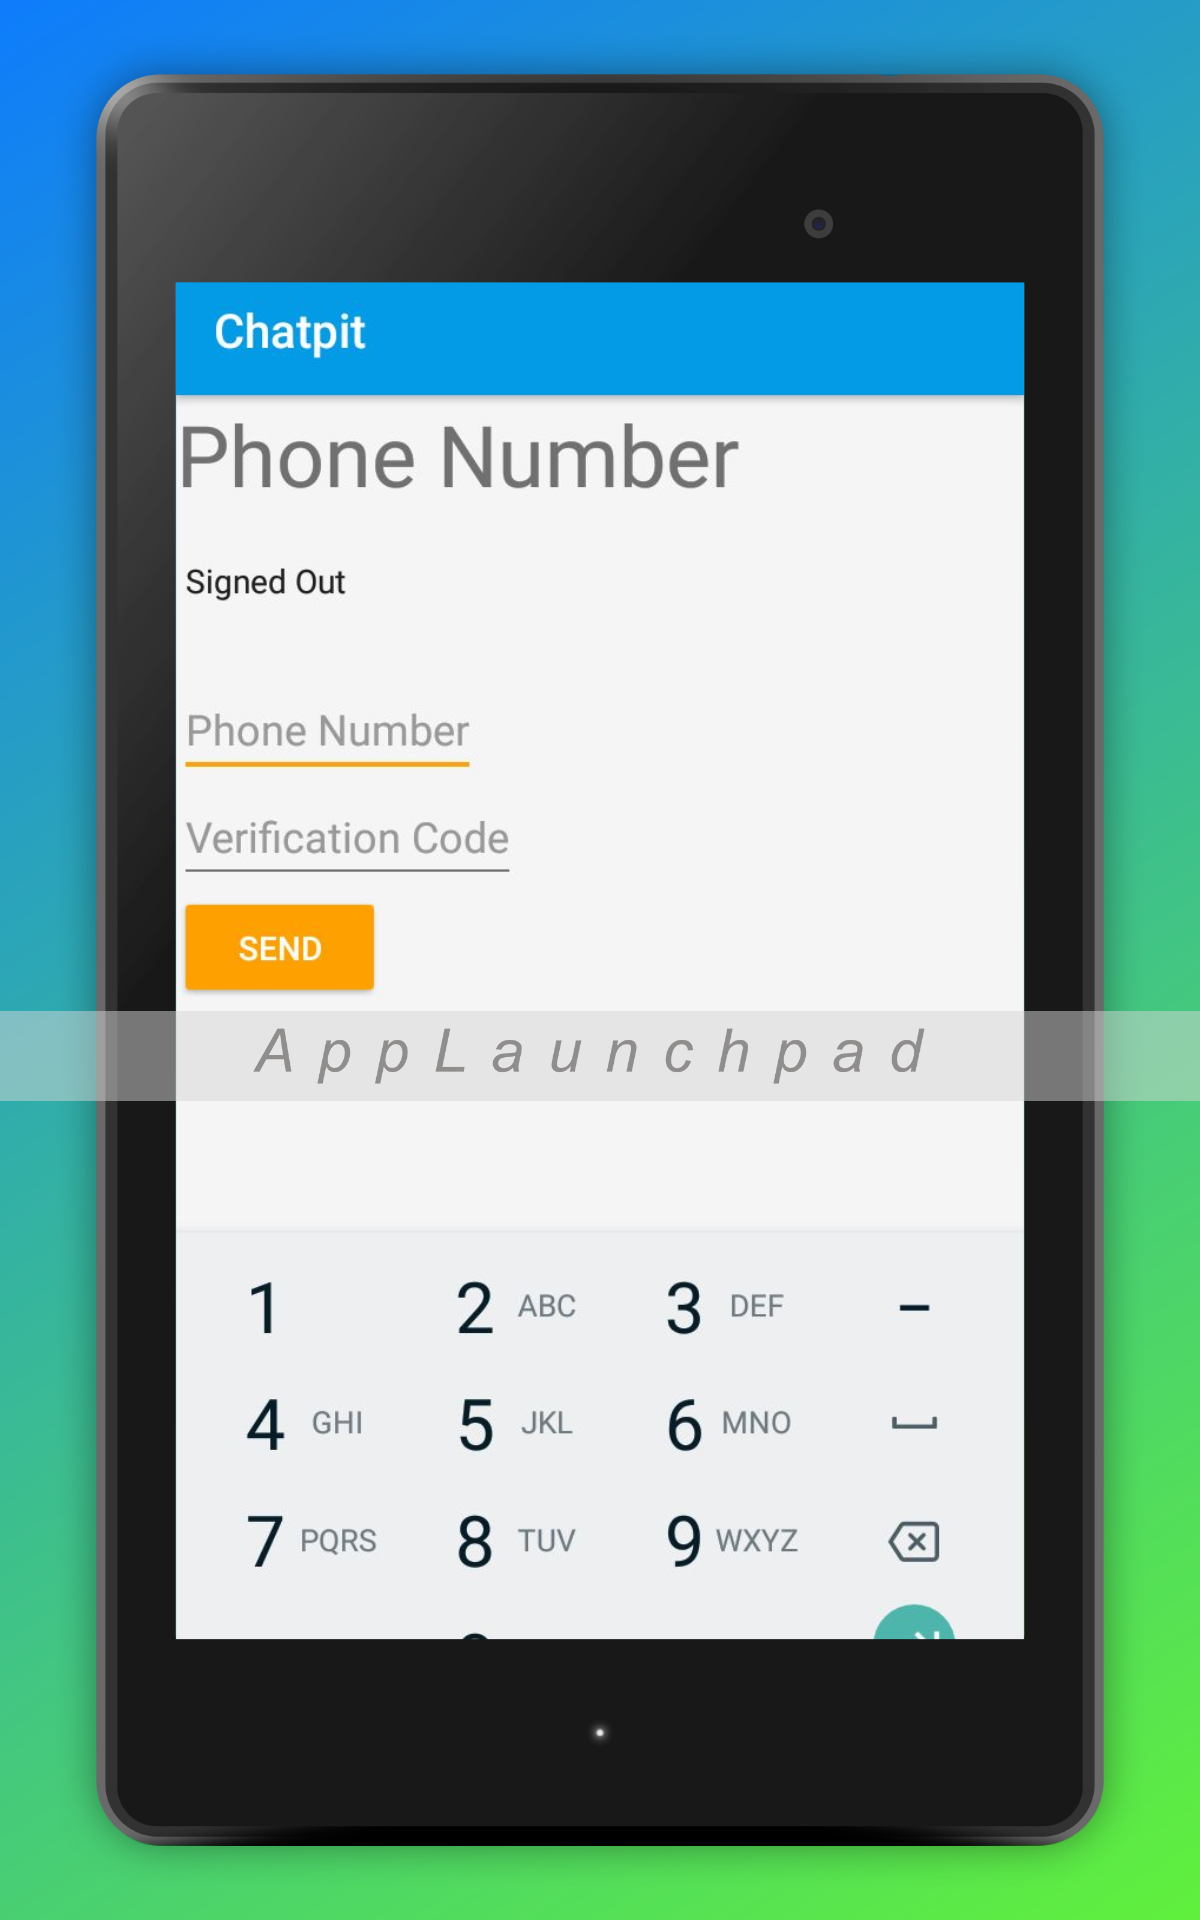 Chatpit
Phone Number
Signed Out
Phone Number
Verification Code
SEND
AppLaunchpad
1 2 ABC 3 DEF –
4 GHI 5 JKL 6 MNO
7 PQRS 8 TUV 9 WXYZ